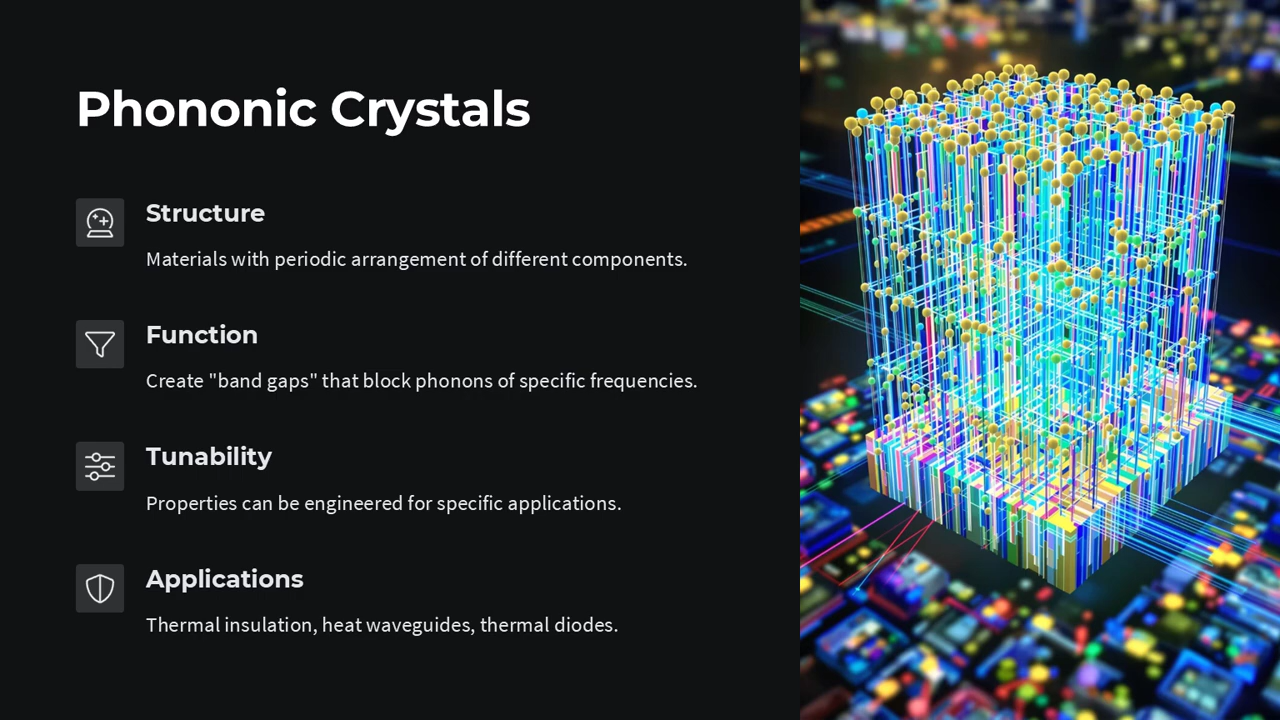 Phononic Crystals
Structure
Materials with periodic arrangement of different components.
Function
Create "band gaps" that block phonons of specific frequencies.
Tunability
Properties can be engineered for specific applications.
Applications
Thermal insulation, heat waveguides, thermal diodes.